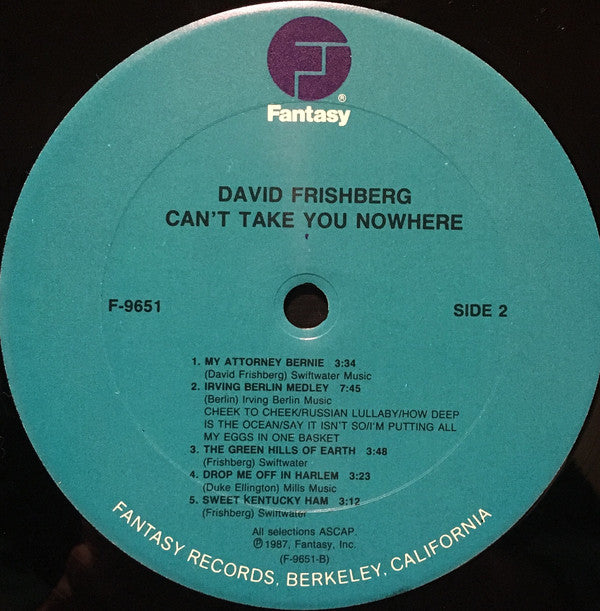 Fantasy®
DAVID FRISHBERG
CAN'T TAKE YOU NOWHERE
F-9651
SIDE 2
1. MY ATTORNEY BERNIE 3:34
(David Frishberg) Swiftwater Music
2. IRVING BERLIN MEDLEY 7:45
(Berlin) Irving Berlin Music
CHEEK TO CHEEK/RUSSIAN LULLABY/HOW DEEP
IS THE OCEAN/SAY IT ISN'T SO/I'M PUTTING ALL
MY EGGS IN ONE BASKET
3. THE GREEN HILLS OF EARTH 3:48
(Frishberg) Swiftwater
4. DROP ME OFF IN HARLEM 3:23
(Duke Ellington) Mills Music
5. SWEET KENTUCKY HAM 3:12
(Frishberg) Swiftwater
All selections ASCAP.
℗1987, Fantasy, Inc.
(F-9651-B)
FANTASY RECORDS, BERKELEY, CALIFORNIA